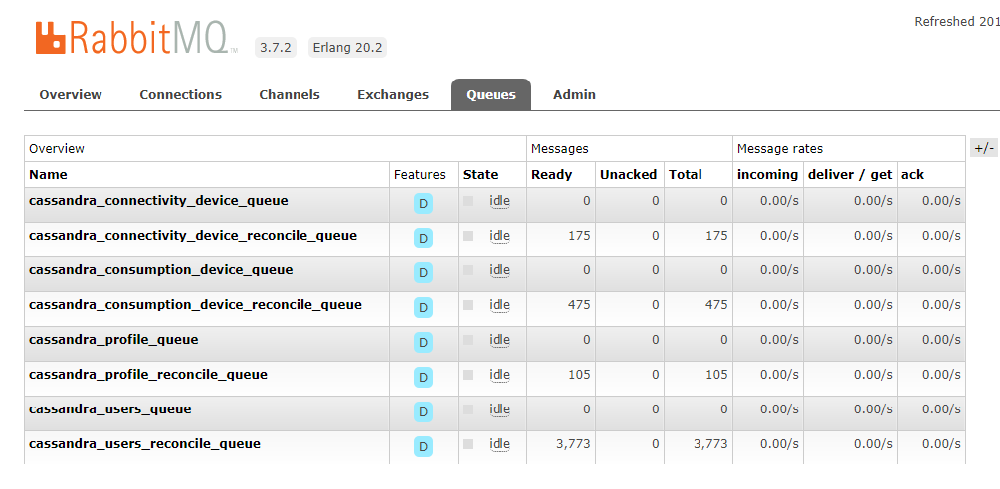 Refreshed 201
RabbitMQ™ 3.7.2 Erlang 20.2
Overview Connections Channels Exchanges Queues Admin
Overview Messages Message rates +/-
Name Features State Ready Unacked Total incoming deliver / get ack
cassandra_connectivity_device_queue D idle 0 0 0 0.00/s 0.00/s 0.00/s
cassandra_connectivity_device_reconcile_queue D idle 175 0 175 0.00/s 0.00/s 0.00/s
cassandra_consumption_device_queue D idle 0 0 0 0.00/s 0.00/s 0.00/s
cassandra_consumption_device_reconcile_queue D idle 475 0 475 0.00/s 0.00/s 0.00/s
cassandra_profile_queue D idle 0 0 0 0.00/s 0.00/s 0.00/s
cassandra_profile_reconcile_queue D idle 105 0 105 0.00/s 0.00/s 0.00/s
cassandra_users_queue D idle 0 0 0 0.00/s 0.00/s 0.00/s
cassandra_users_reconcile_queue D idle 3,773 0 3,773 0.00/s 0.00/s 0.00/s